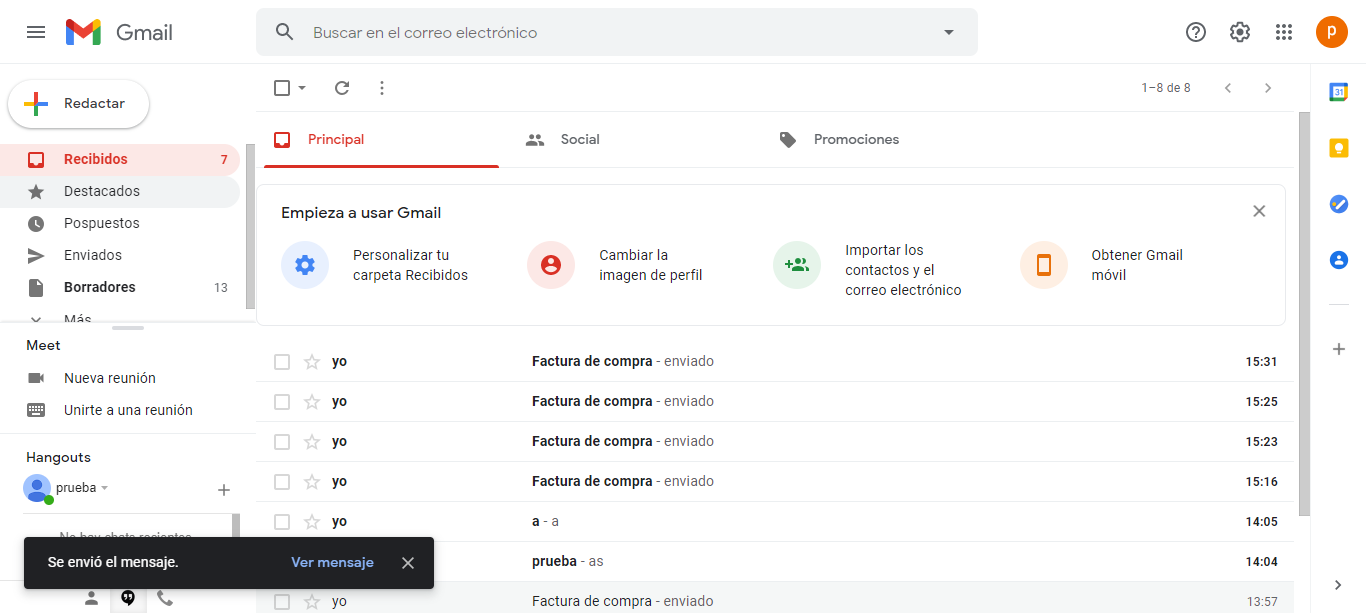 Gmail
Buscar en el correo electrónico
p
Redactar
1–8 de 8
31
Recibidos 7
Destacados
Pospuestos
Enviados
Borradores 13
Más
Principal
Social
Promociones
Empieza a usar Gmail
Personalizar tu
carpeta Recibidos
Cambiar la
imagen de perfil
Importar los
contactos y el
correo electrónico
Obtener Gmail
móvil
Meet
Nueva reunión
Unirte a una reunión
Hangouts
prueba
No hay chats recientes
yo Factura de compra - enviado 15:31
yo Factura de compra - enviado 15:25
yo Factura de compra - enviado 15:23
yo Factura de compra - enviado 15:16
yo a - a 14:05
prueba - as 14:04
yo Factura de compra - enviado 13:57
Se envió el mensaje. Ver mensaje